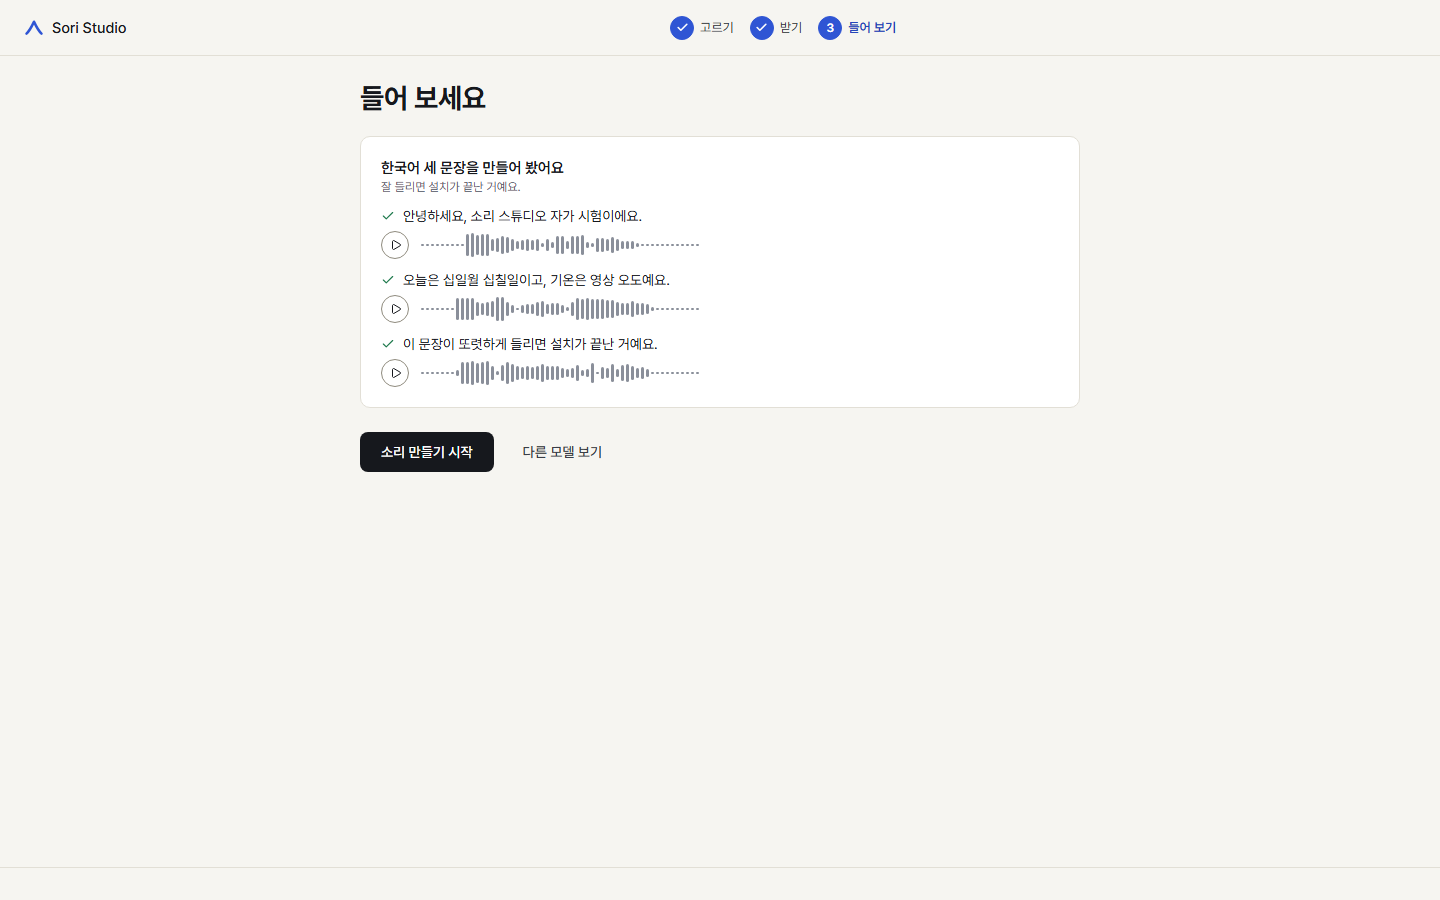 Sori Studio
고르기
받기
3 들어 보기
들어 보세요
한국어 세 문장을 만들어 봤어요
잘 들리면 설치가 끝난 거예요.
안녕하세요, 소리 스튜디오 자가 시험이에요.
오늘은 십일월 십칠일이고, 기온은 영상 오도예요.
이 문장이 또렷하게 들리면 설치가 끝난 거예요.
소리 만들기 시작
다른 모델 보기